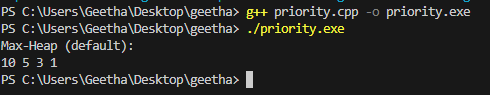 PS C:\Users\Geetha\Desktop\geetha> g++ priority.cpp -o priority.exe
PS C:\Users\Geetha\Desktop\geetha> ./priority.exe
Max-Heap (default):
10 5 3 1
PS C:\Users\Geetha\Desktop\geetha>